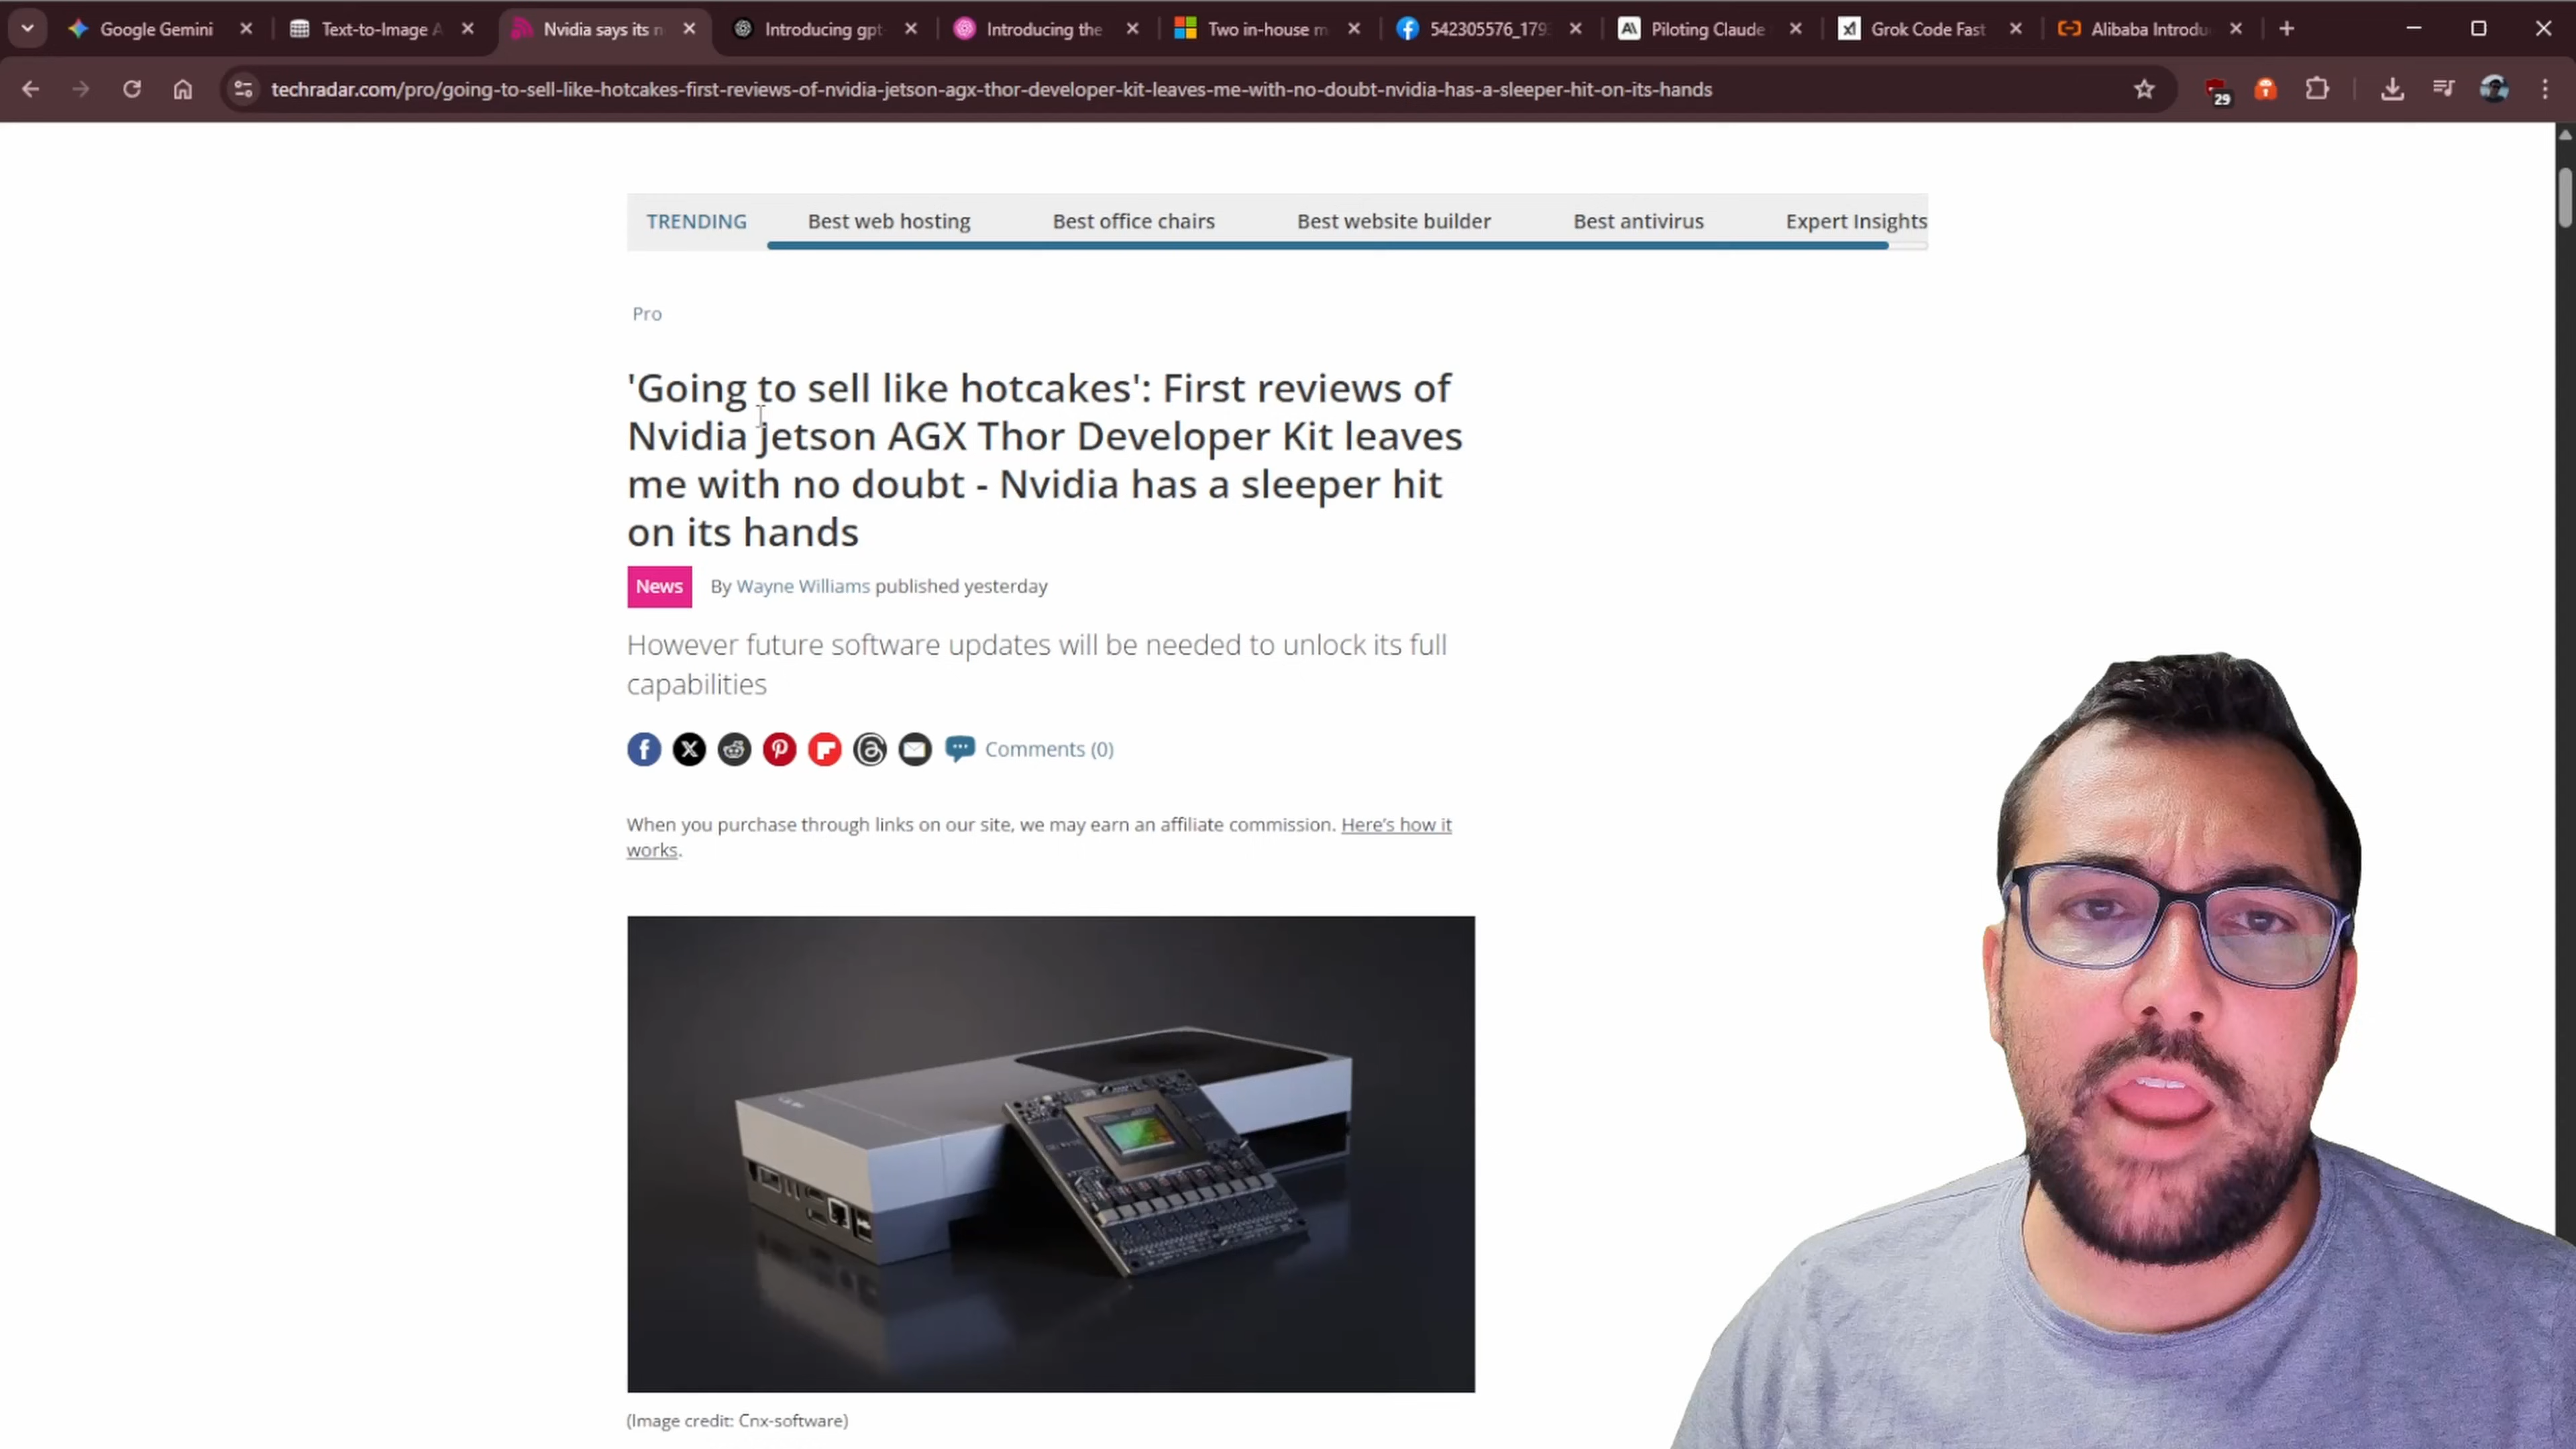 Google Gemini
Text-to-Image A
Nvidia says its n
Introducing gpt-
Introducing the
Two in-house m
542305576_179
Piloting Claude
Grok Code Fast
Alibaba Introdu
techradar.com/pro/going-to-sell-like-hotcakes-first-reviews-of-nvidia-jetson-agx-thor-developer-kit-leaves-me-with-no-doubt-nvidia-has-a-sleeper-hit-on-its-hands
29
TRENDING Best web hosting Best office chairs Best website builder Best antivirus Expert Insights
Pro
'Going to sell like hotcakes': First reviews of
Nvidia Jetson AGX Thor Developer Kit leaves
me with no doubt - Nvidia has a sleeper hit
on its hands
News By Wayne Williams published yesterday
However future software updates will be needed to unlock its full
capabilities
Comments (0)
When you purchase through links on our site, we may earn an affiliate commission. Here's how it
works.
(Image credit: Cnx-software)